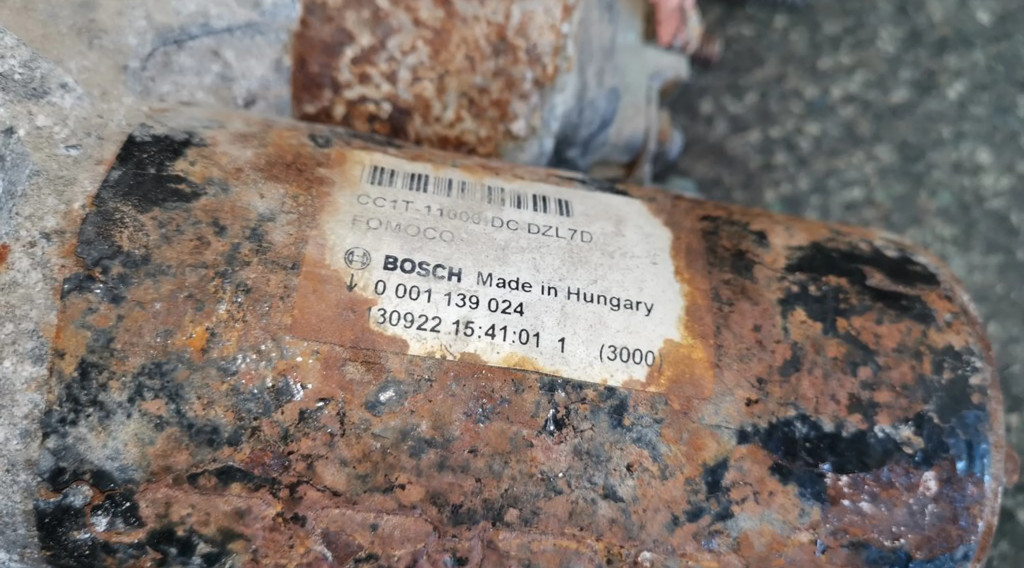 CC1T-11000-DC DZL7D
FOMOCO
BOSCH Made in Hungary
0 001 139 024
130922 15:41:01 1 (3000)